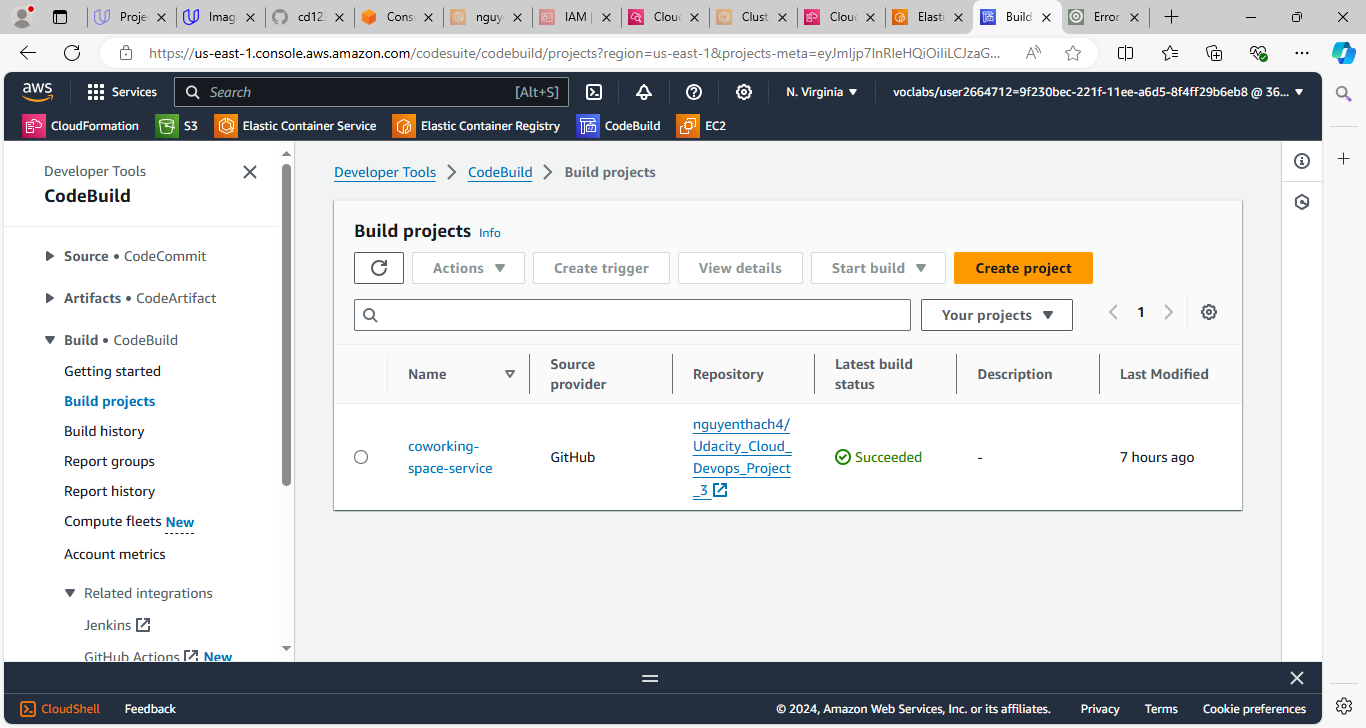 Proje
Image
cd12
Cons
nguy
IAM |
Cloud
Clust
Cloud
Elasti
Build
Error
https://us-east-1.console.aws.amazon.com/codesuite/codebuild/projects?region=us-east-1&projects-meta=eyJmIjp7InRleHQiOiIiLCJzaG...
aws
Services
Search
[Alt+S]
N. Virginia
voclabs/user2664712=9f230bec-221f-11ee-a6d5-8f4ff29b6eb8 @ 36...
CloudFormation
S3
Elastic Container Service
Elastic Container Registry
CodeBuild
EC2
Developer Tools
CodeBuild
Source • CodeCommit
Artifacts • CodeArtifact
Build • CodeBuild
Getting started
Build projects
Build history
Report groups
Report history
Compute fleets New
Account metrics
Related integrations
Jenkins
GitHub Actions New
Developer Tools > CodeBuild > Build projects
Build projects Info
Actions
Create trigger
View details
Start build
Create project
Your projects
1
Name
Source
provider
Repository
Latest build
status
Description
Last Modified
coworking-
space-service
GitHub
nguyenthach4/
Udacity_Cloud_
Devops_Project
_3
Succeeded
-
7 hours ago
CloudShell
Feedback
© 2024, Amazon Web Services, Inc. or its affiliates.
Privacy
Terms
Cookie preferences